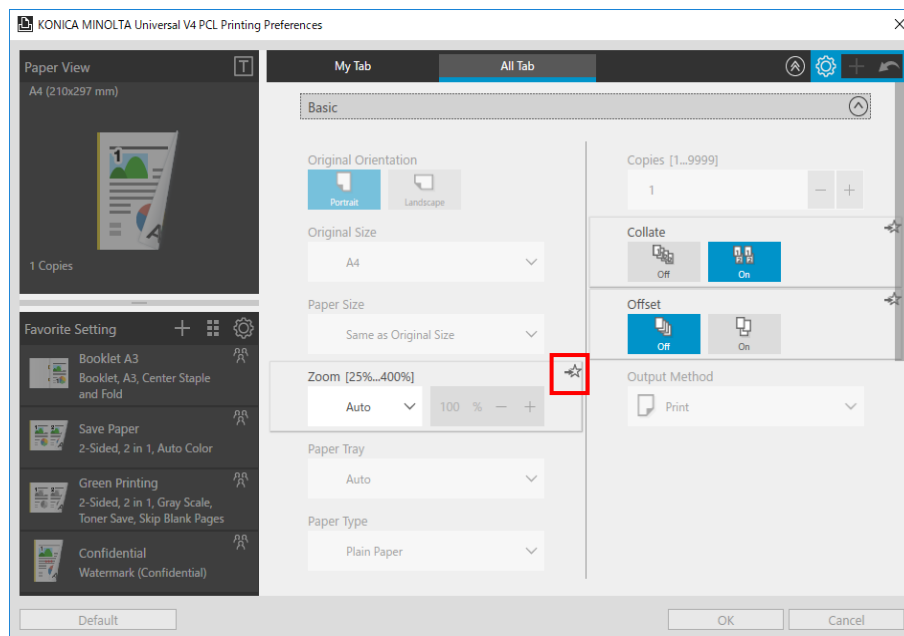 KONICA MINOLTA Universal V4 PCL Printing Preferences
Paper View
T
A4 (210x297 mm)
1
1 Copies
Favorite Setting
Booklet A3
Booklet, A3, Center Staple
and Fold
Save Paper
2-Sided, 2 in 1, Auto Color
Green Printing
2-Sided, 2 in 1, Gray Scale,
Toner Save, Skip Blank Pages
Confidential
Watermark (Confidential)
My Tab
All Tab
Basic
Original Orientation
Portrait
Landscape
Original Size
A4
Paper Size
Same as Original Size
Zoom [25%...400%]
Auto
100 %
Paper Tray
Auto
Paper Type
Plain Paper
Copies [1...9999]
1
Collate
Off
On
Offset
Off
On
Output Method
Print
Default
OK
Cancel